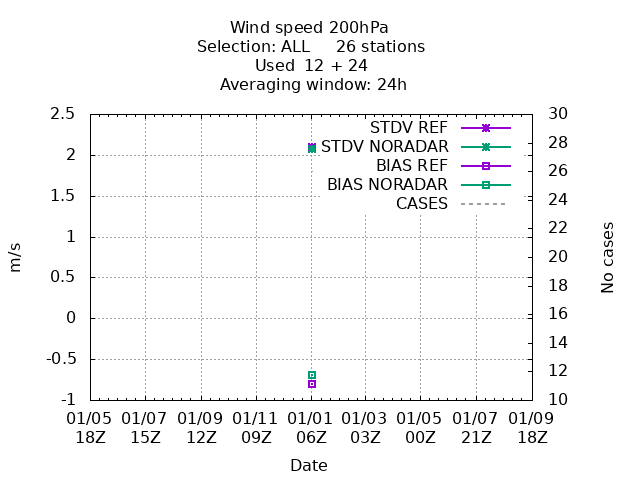 Wind speed 200hPa
Selection: ALL     26 stations
Used  12 + 24
Averaging window: 24h
2.5
2
1.5
1
0.5
0
-0.5
-1
m/s
30
28
26
24
22
20
18
16
14
12
10
No cases
STDV REF
STDV NORADAR
BIAS REF
BIAS NORADAR
CASES
01/05 01/07 01/09 01/11 01/01 01/03 01/05 01/07 01/09
18Z 15Z 12Z 09Z 06Z 03Z 00Z 21Z 18Z
Date